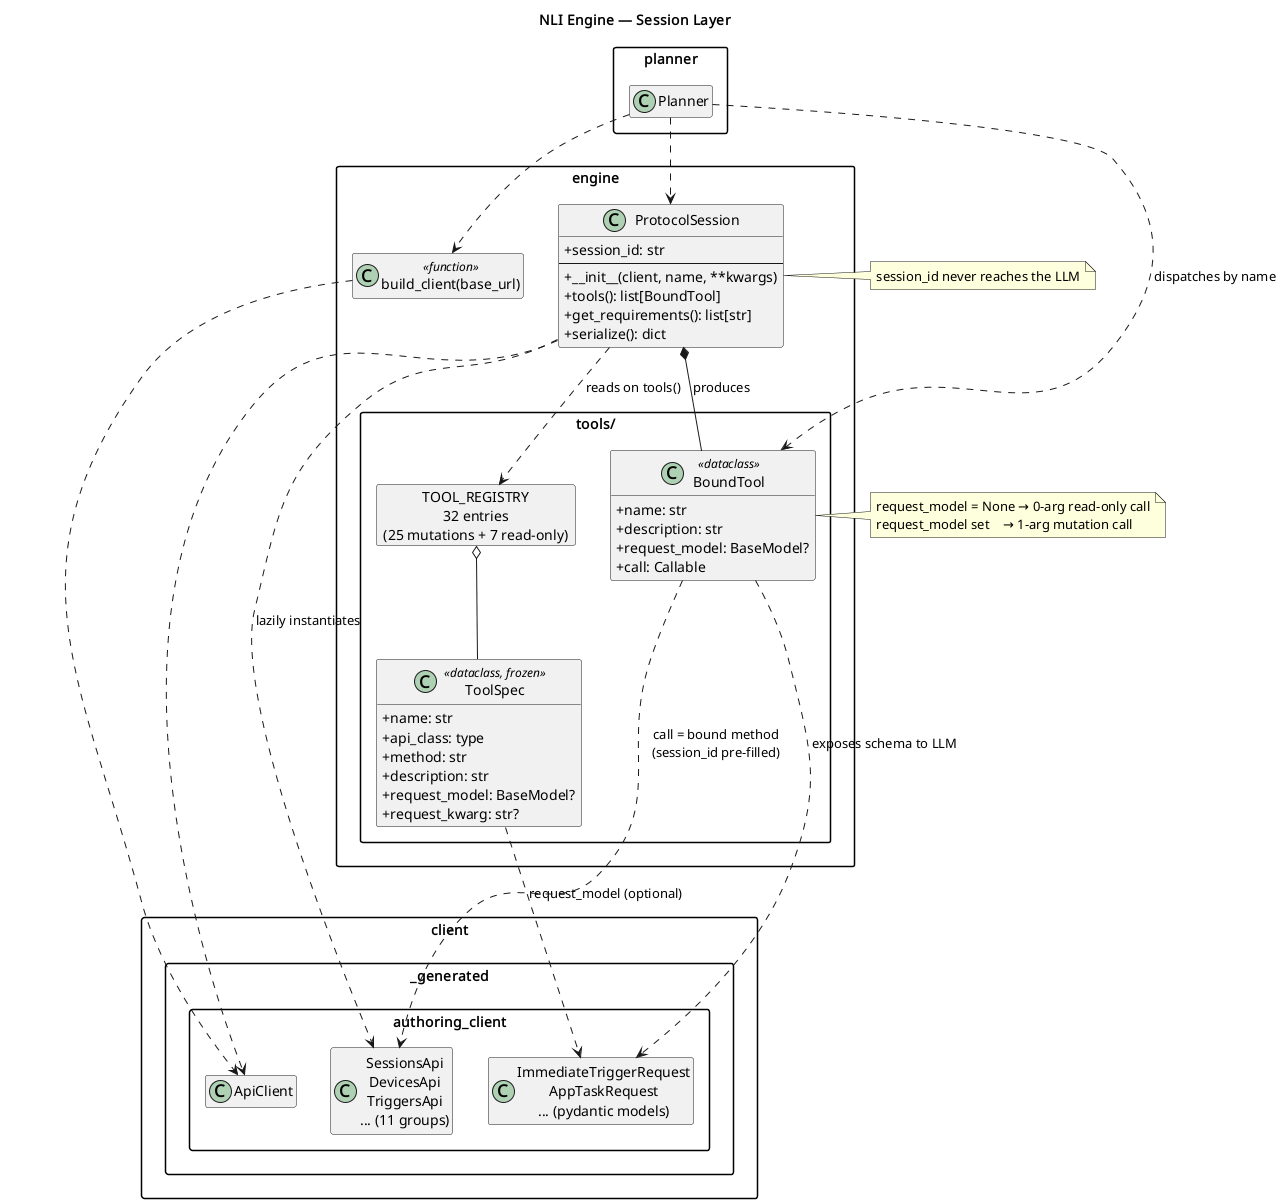 NLI Engine — Session Layer
planner
C
Planner
engine
C
ProtocolSession
+session_id: str
+__init__(client, name, **kwargs)
+tools(): list[BoundTool]
+get_requirements(): list[str]
+serialize(): dict
C
«function»
build_client(base_url)
session_id never reaches the LLM
dispatches by name
reads on tools()
produces
tools/
TOOL_REGISTRY
32 entries
(25 mutations + 7 read-only)
C
«dataclass»
BoundTool
+name: str
+description: str
+request_model: BaseModel?
+call: Callable
request_model = None → 0-arg read-only call
request_model set → 1-arg mutation call
lazily instantiates
C
«dataclass, frozen»
ToolSpec
+name: str
+api_class: type
+method: str
+description: str
+request_model: BaseModel?
+request_kwarg: str?
call = bound method
(session_id pre-filled)
exposes schema to LLM
request_model (optional)
client
_generated
authoring_client
C
ApiClient
C
SessionsApi
DevicesApi
TriggersApi
... (11 groups)
C
ImmediateTriggerRequest
AppTaskRequest
... (pydantic models)